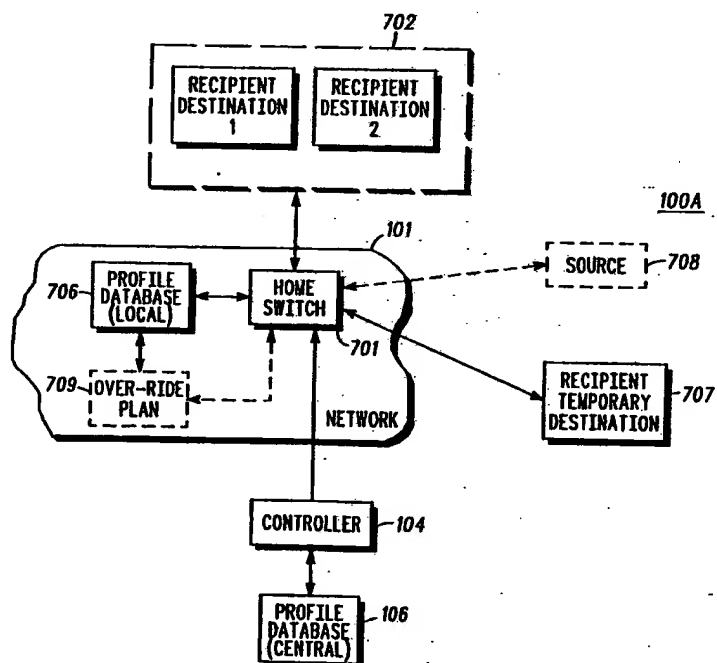 702
RECIPIENT
DESTINATION
1
RECIPIENT
DESTINATION
2
100A
101
706
PROFILE
DATABASE
(LOCAL)
HOME
SWITCH
701
SOURCE
708
709
OVER-RIDE
PLAN
NETWORK
RECIPIENT
TEMPORARY
DESTINATION
707
CONTROLLER
104
PROFILE
DATABASE
(CENTRAL)
106